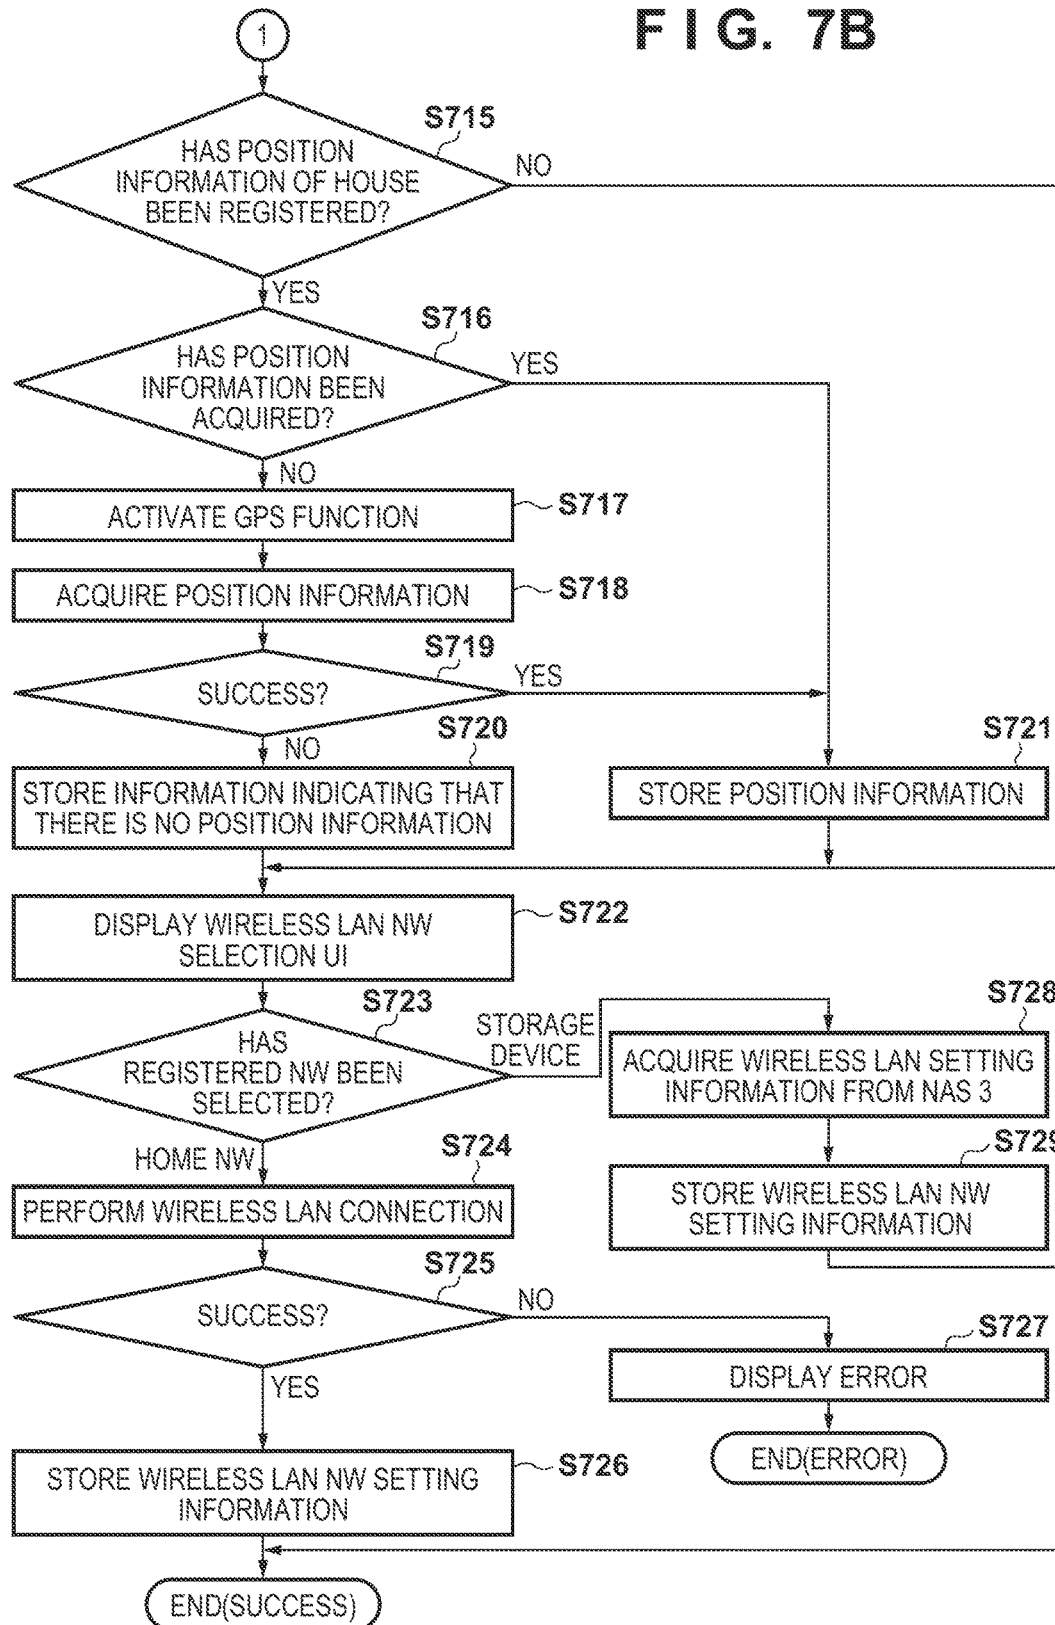 FIG. 7B
1
S715
HAS POSITION
INFORMATION OF HOUSE
BEEN REGISTERED?
NO
YES
S716
HAS POSITION
INFORMATION BEEN
ACQUIRED?
YES
NO
ACTIVATE GPS FUNCTION
S717
ACQUIRE POSITION INFORMATION
S718
S719
SUCCESS?
YES
NO
S720
STORE INFORMATION INDICATING THAT
THERE IS NO POSITION INFORMATION
S721
STORE POSITION INFORMATION
DISPLAY WIRELESS LAN NW
SELECTION UI
S722
S723
HAS
REGISTERED NW BEEN
SELECTED?
STORAGE
DEVICE
S728
ACQUIRE WIRELESS LAN SETTING
INFORMATION FROM NAS 3
S729
STORE WIRELESS LAN NW
SETTING INFORMATION
HOME NW
S724
PERFORM WIRELESS LAN CONNECTION
S725
SUCCESS?
NO
S727
DISPLAY ERROR
END(ERROR)
YES
STORE WIRELESS LAN NW SETTING
INFORMATION
S726
END(SUCCESS)